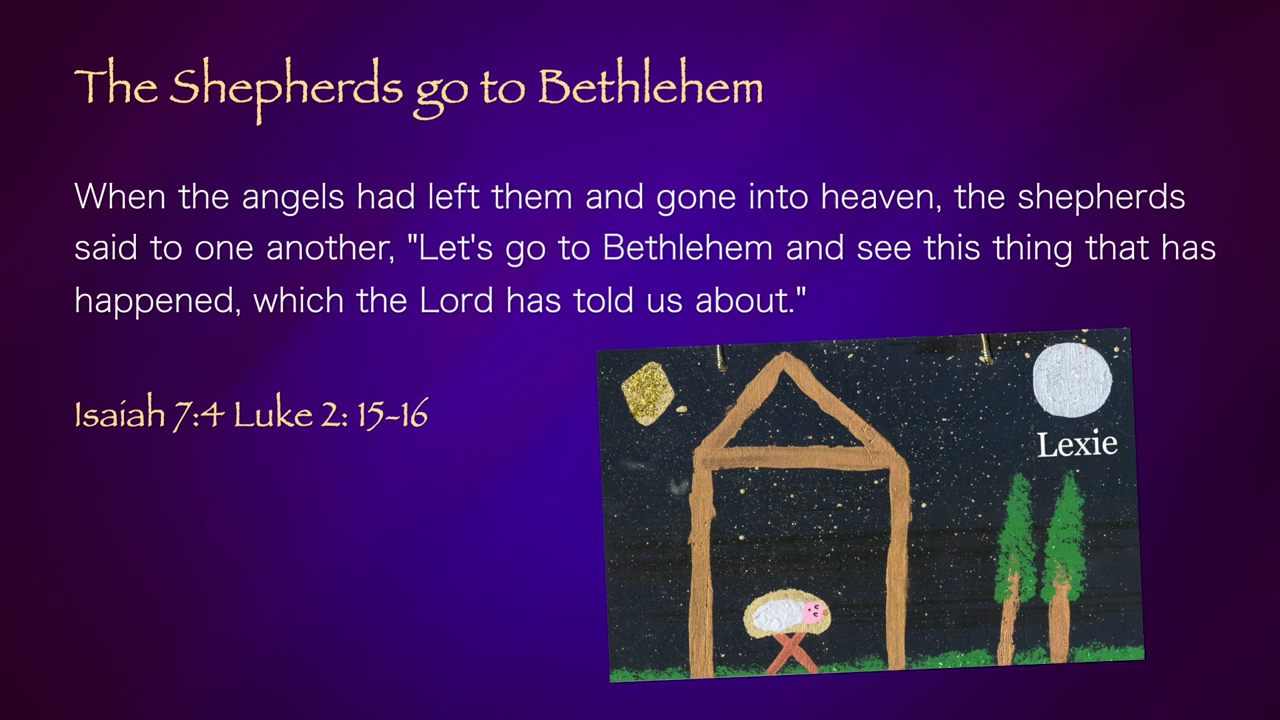 The Shepherds go to Bethlehem
When the angels had left them and gone into heaven, the shepherds
said to one another, "Let's go to Bethlehem and see this thing that has
happened, which the Lord has told us about."
Isaiah 7:4 Luke 2: 15-16
Lexie